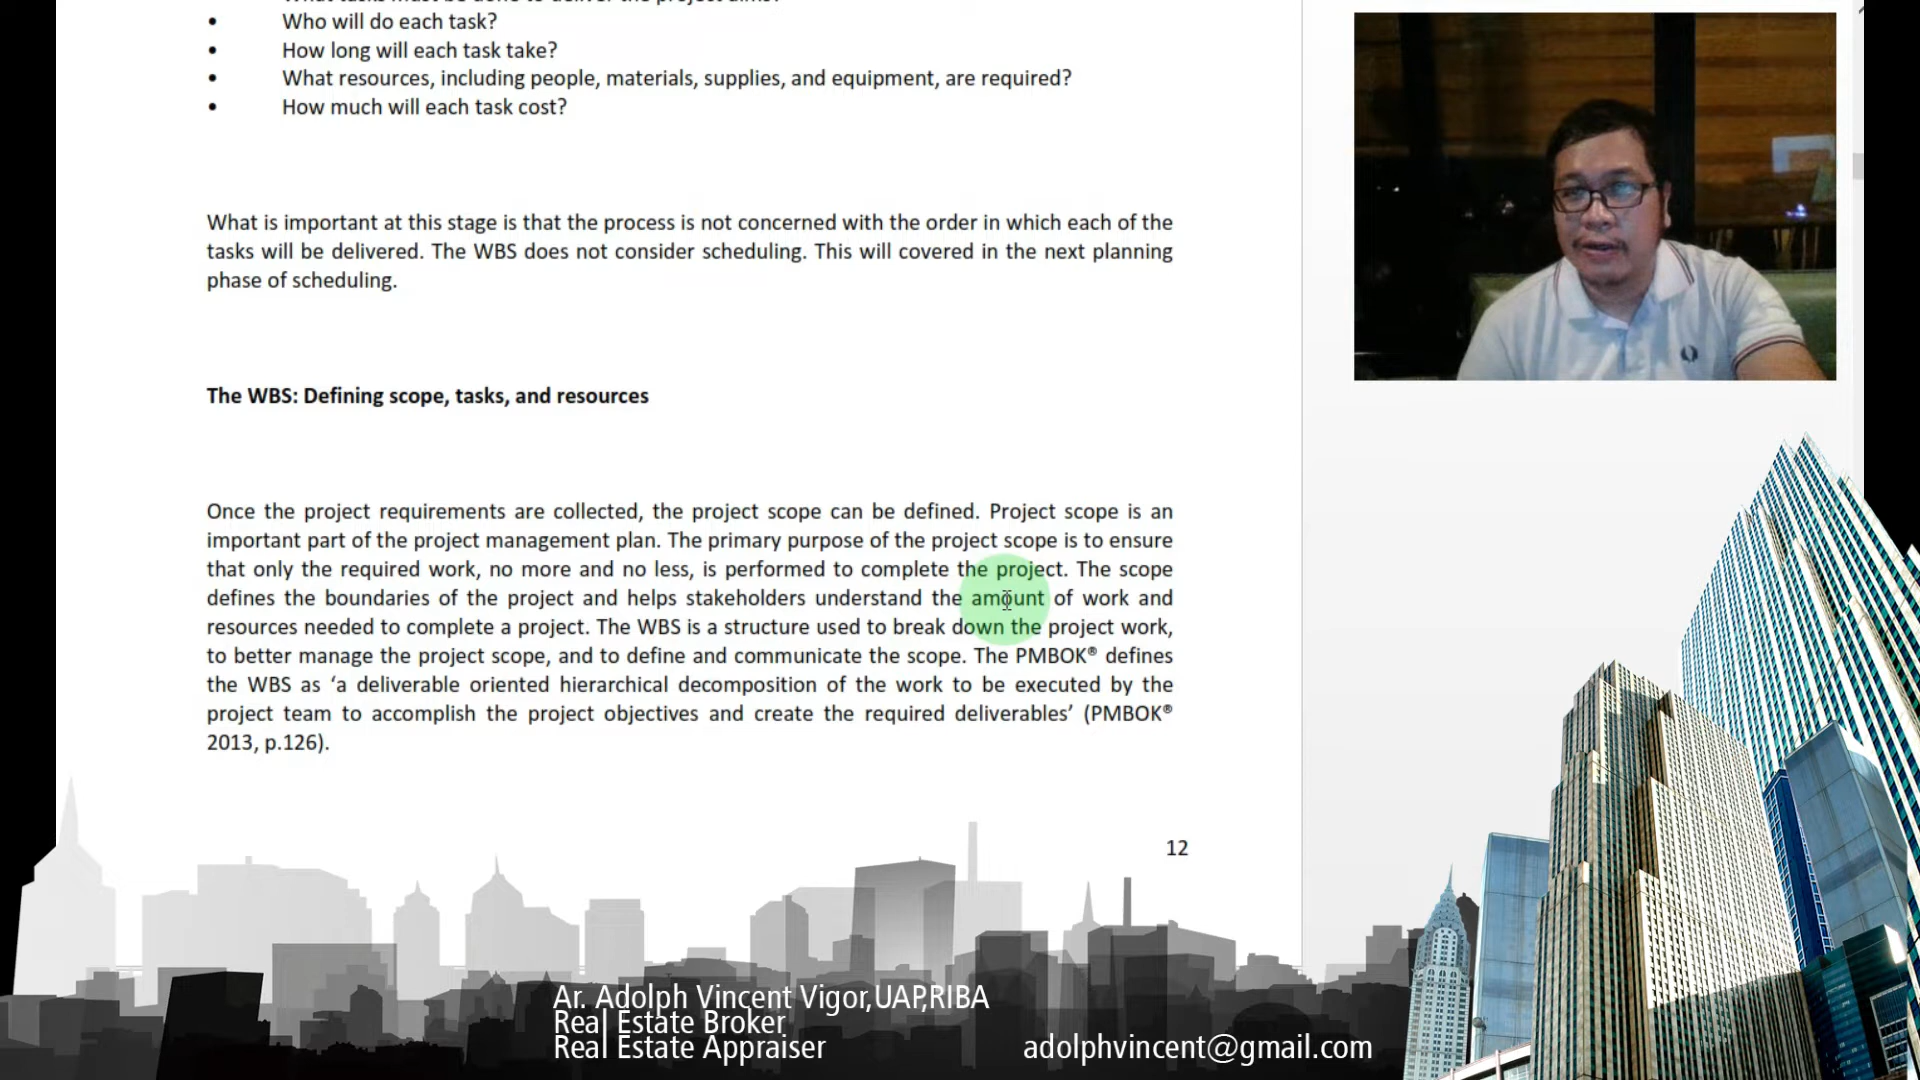 What tasks must be done to deliver the project aims?
• Who will do each task?
• How long will each task take?
• What resources, including people, materials, supplies, and equipment, are required?
• How much will each task cost?
What is important at this stage is that the process is not concerned with the order in which each of the
tasks will be delivered. The WBS does not consider scheduling. This will covered in the next planning
phase of scheduling.
The WBS: Defining scope, tasks, and resources
Once the project requirements are collected, the project scope can be defined. Project scope is an
important part of the project management plan. The primary purpose of the project scope is to ensure
that only the required work, no more and no less, is performed to complete the project. The scope
defines the boundaries of the project and helps stakeholders understand the amount of work and
resources needed to complete a project. The WBS is a structure used to break down the project work,
to better manage the project scope, and to define and communicate the scope. The PMBOK® defines
the WBS as ‘a deliverable oriented hierarchical decomposition of the work to be executed by the
project team to accomplish the project objectives and create the required deliverables’ (PMBOK®
2013, p.126).
12
Ar. Adolph Vincent Vigor,UAP,RIBA
Real Estate Broker
Real Estate Appraiser
adolphvincent@gmail.com